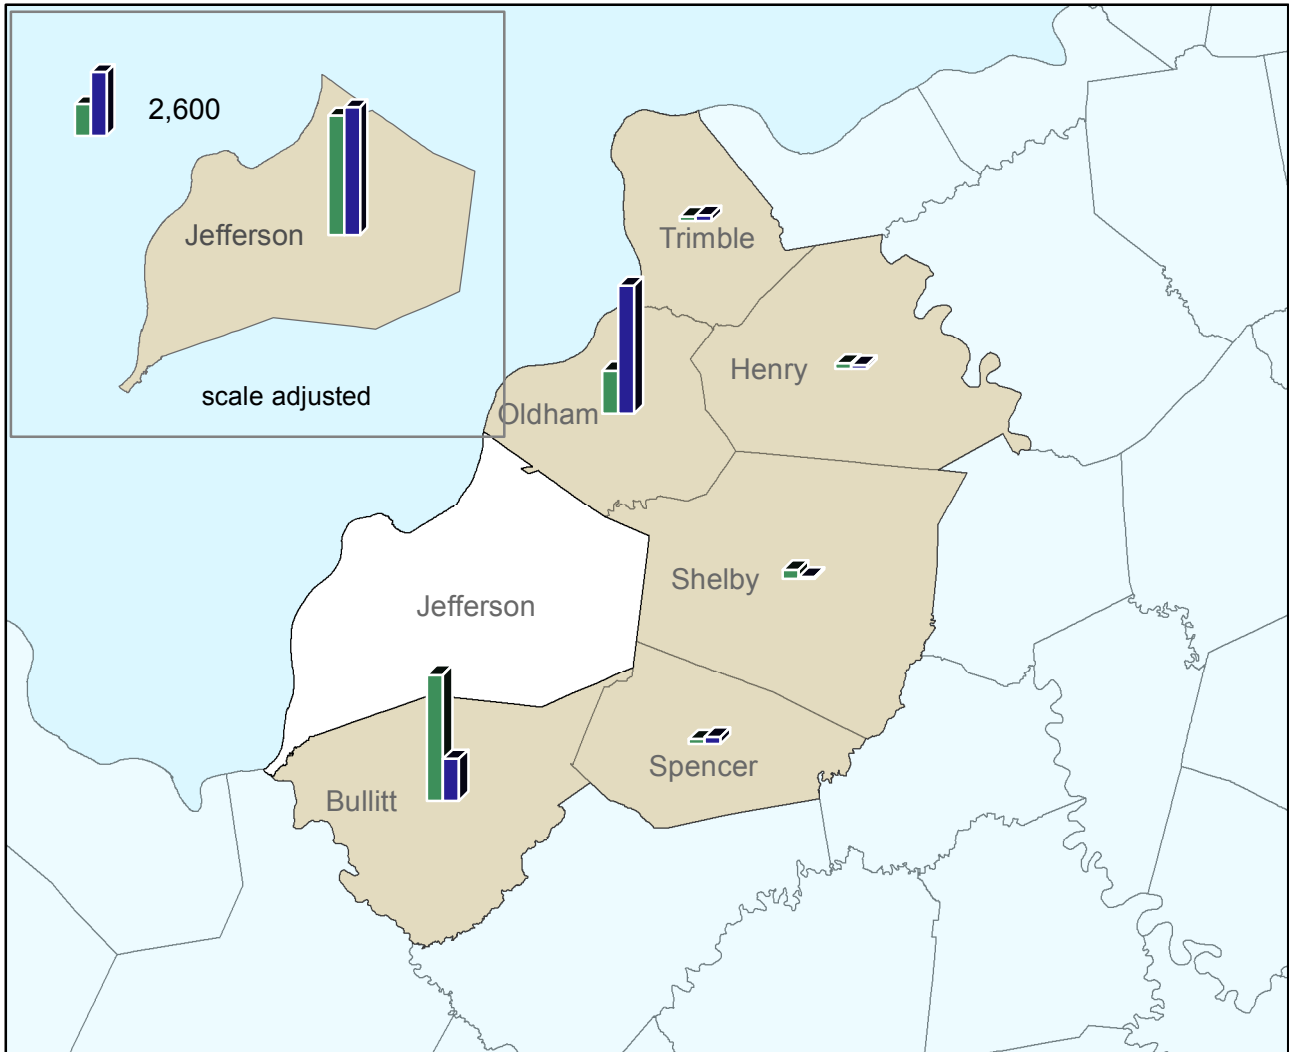 2,600
Jefferson
scale adjusted
Trimble
Henry
Oldham
Shelby
Jefferson
Spencer
Bullitt